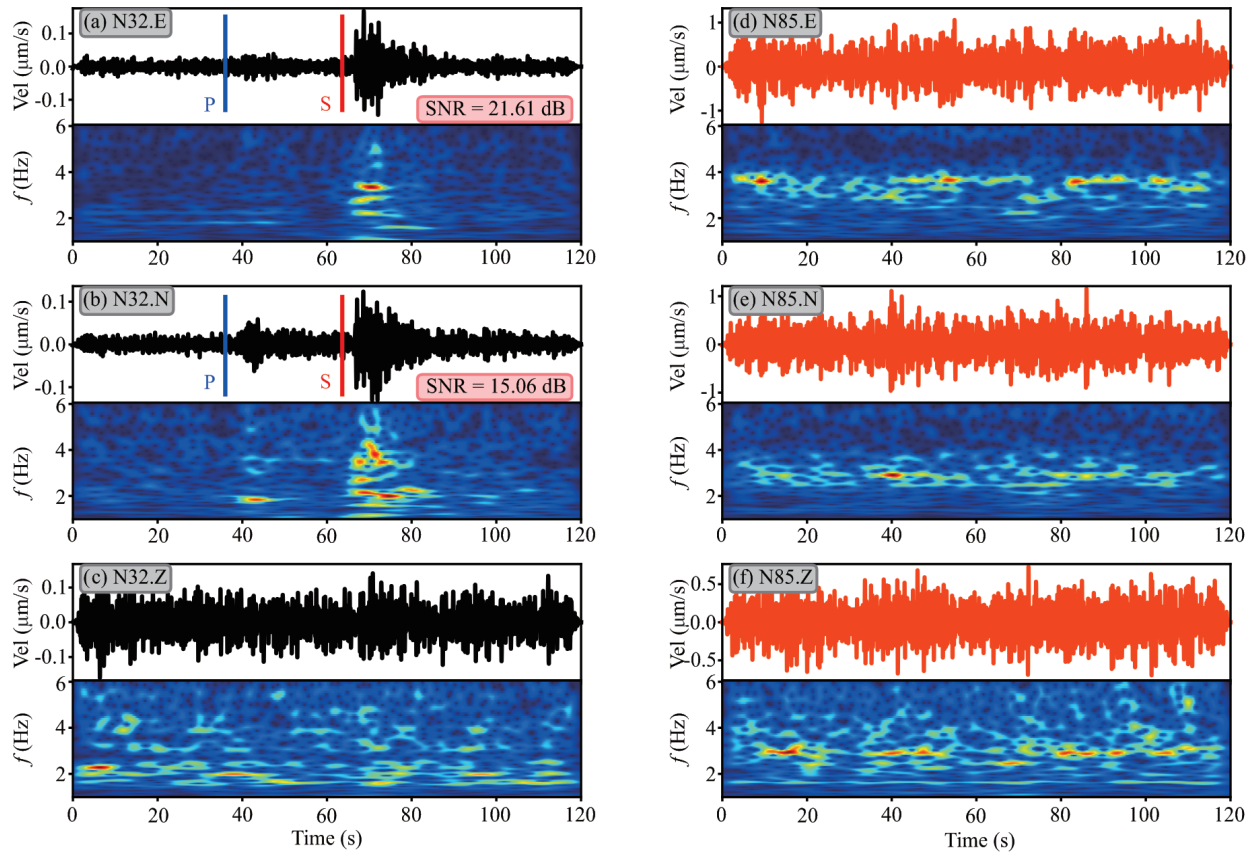 (a) N32.E
Vel (μm/s)
0.1
0.0
-0.1
P
S
SNR = 21.61 dB
f (Hz)
6
4
2
0 20 40 60 80 100 120
(b) N32.N
Vel (μm/s)
0.1
0.0
-0.1
P
S
SNR = 15.06 dB
f (Hz)
6
4
2
0 20 40 60 80 100 120
(c) N32.Z
Vel (μm/s)
0.1
0.0
-0.1
f (Hz)
6
4
2
0 20 40 60 80 100 120
Time (s)
(d) N85.E
Vel (μm/s)
1
0
-1
f (Hz)
6
4
2
0 20 40 60 80 100 120
(e) N85.N
Vel (μm/s)
1
0
-1
f (Hz)
6
4
2
0 20 40 60 80 100 120
(f) N85.Z
Vel (μm/s)
0.5
0.0
-0.5
f (Hz)
6
4
2
0 20 40 60 80 100 120
Time (s)